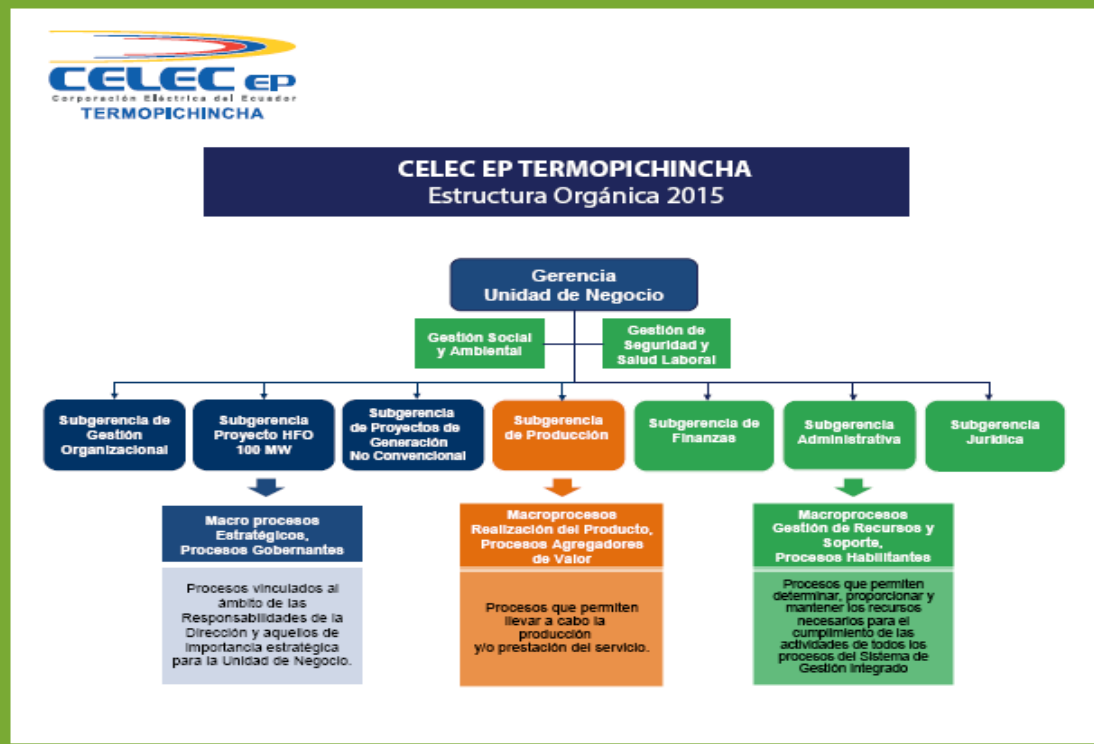 CELEC EP
Corporación Eléctrica del Ecuador
TERMOPICHINCHA
CELEC EP TERMOPICHINCHA
Estructura Orgánica 2015
Gerencia
Unidad de Negocio
Gestión Social
y Ambiental
Gestión de
Seguridad y
Salud Laboral
Subgerencia de
Gestión
Organizacional
Subgerencia
Proyecto HFO
100 MW
Subgerencia
de Proyectos de
Generación
No Convencional
Subgerencia
de Producción
Subgerencia de
Finanzas
Subgerencia
Administrativa
Subgerencia
Jurídica
Macro procesos
Estratégicos,
Procesos Gobernantes
Procesos vinculados al
ámbito de las
Responsabilidades de la
Dirección y aquellos de
importancia estratégica
para la Unidad de Negocio.
Macroprocesos
Realización del Producto,
Procesos Agregadores
de Valor
Procesos que permiten
llevar a cabo la
producción
y/o prestación del servicio.
Macroprocesos
Gestión de Recursos y
Soporte,
Procesos Habilitantes
Procesos que permiten
determinar, proporcionar y
mantener los recursos
necesarios para el
cumplimiento de las
actividades de todos los
procesos del Sistema de
Gestión Integrado